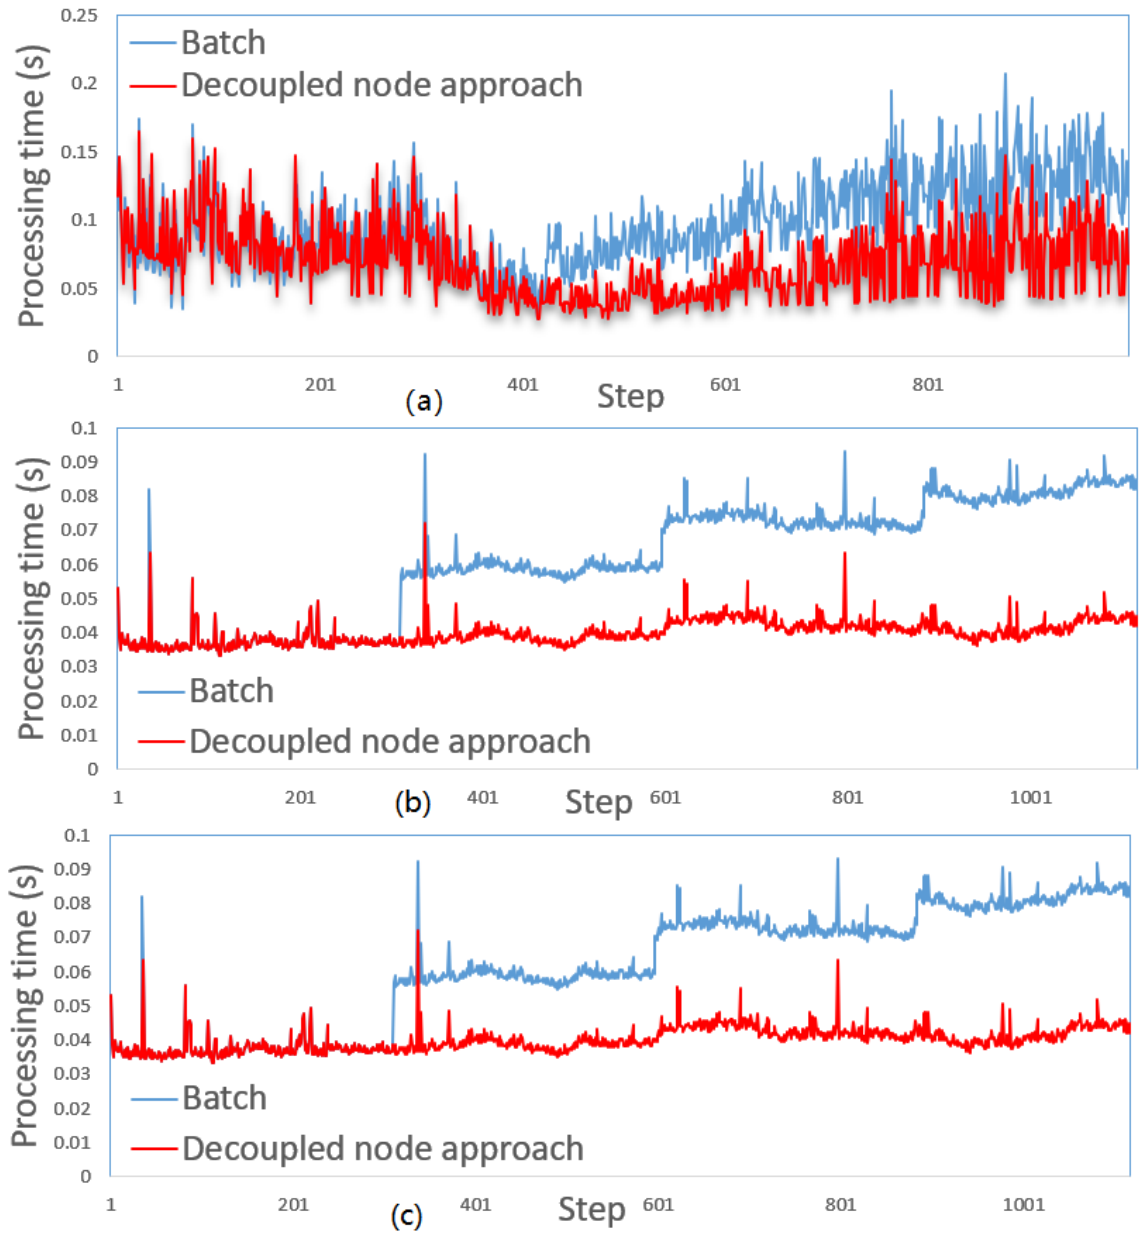 0.25
0.2
0.15
0.1
0.05
0
Processing time (s)
Batch
Decoupled node approach
1 201 401 601 801
(a) Step
0.1
0.09
0.08
0.07
0.06
0.05
0.04
0.03
0.02
0.01
0
Processing time (s)
Batch
Decoupled node approach
1 201 401 601 801 1001
(b) Step
0.1
0.09
0.08
0.07
0.06
0.05
0.04
0.03
0.02
0.01
0
Processing time (s)
Batch
Decoupled node approach
1 201 401 601 801 1001
(c) Step